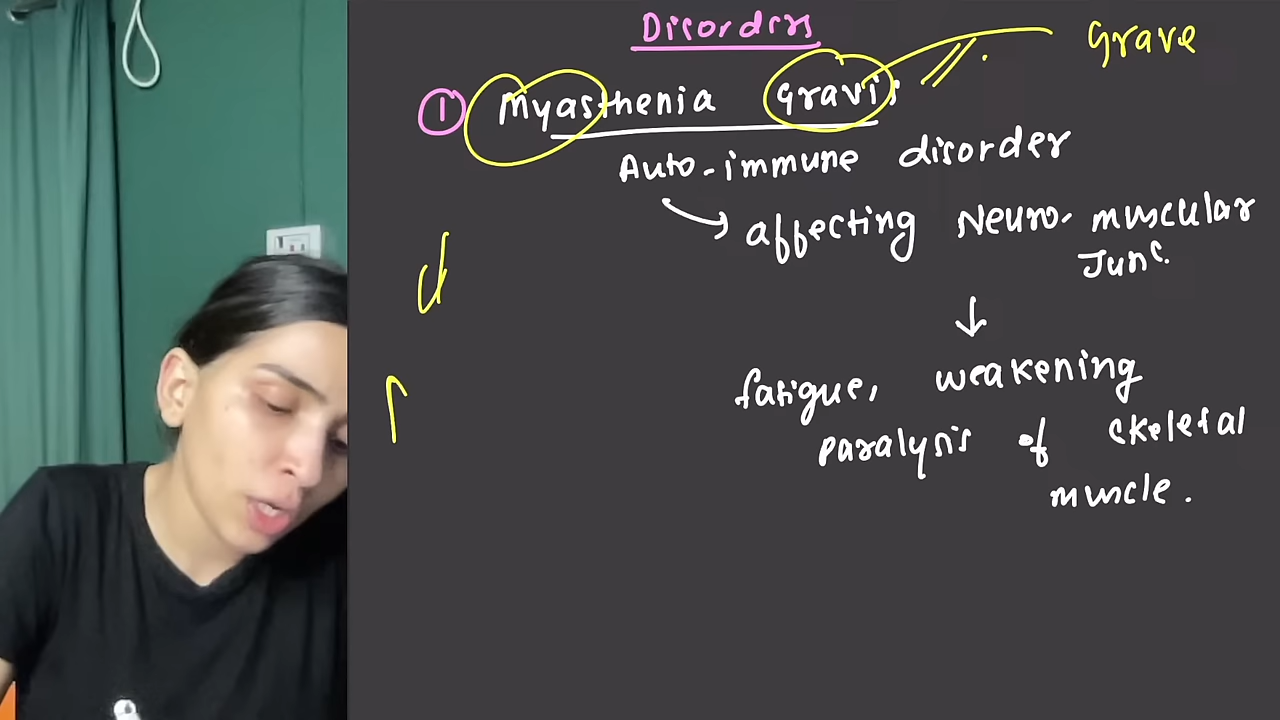 Disorders
Grave
① Myasthenia Gravis
Auto-immune disorder
affecting Neuro-muscular
Junc.
fatigue, weakening
paralysis of skeletal
muscle.